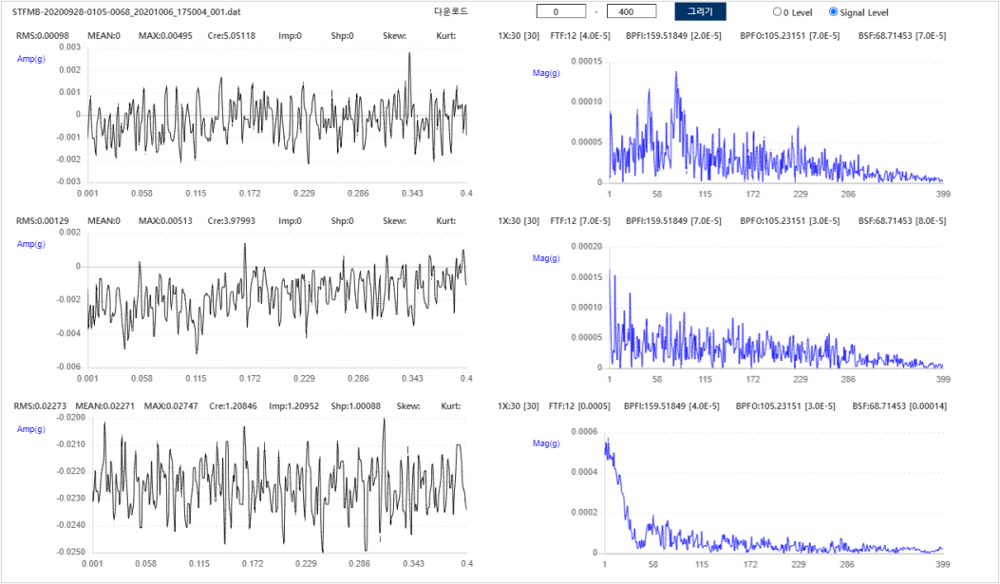 STFMB-20200928-0105-0068_20201006_175004_001.dat 다운로드 0 - 400 그리기 0 Level Signal Level
RMS:0.00098 MEAN:0 MAX:0.00495 Cre:5.05118 Imp:0 Shp:0 Skew: Kurt:
Amp(g)
0.003
0.002
0.001
0
-0.001
-0.002
-0.003
0.001 0.058 0.115 0.172 0.229 0.286 0.343 0.4
1X:30 [30] FTF:12 [4.0E-5] BPFI:159.51849 [2.0E-5] BPFO:105.23151 [7.0E-5] BSF:68.71453 [7.0E-5]
Mag(g)
0.00015
0.00010
0.00005
0
1 58 115 172 229 286 399
RMS:0.00129 MEAN:0 MAX:0.00513 Cre:3.97993 Imp:0 Shp:0 Skew: Kurt:
Amp(g)
0.002
0
-0.002
-0.004
-0.006
0.001 0.058 0.115 0.172 0.229 0.286 0.343 0.4
1X:30 [30] FTF:12 [7.0E-5] BPFI:159.51849 [7.0E-5] BPFO:105.23151 [3.0E-5] BSF:68.71453 [8.0E-5]
Mag(g)
0.00020
0.00015
0.00010
0.00005
0
1 58 115 172 229 286 399
RMS:0.02273 MEAN:0.02271 MAX:0.02747 Cre:1.20846 Imp:1.20952 Shp:1.00088 Skew: Kurt:
Amp(g)
-0.0200
-0.0210
-0.0220
-0.0230
-0.0240
-0.0250
0.001 0.058 0.115 0.172 0.229 0.286 0.343 0.4
1X:30 [30] FTF:12 [0.0005] BPFI:159.51849 [4.0E-5] BPFO:105.23151 [3.0E-5] BSF:68.71453 [0.00014]
Mag(g)
0.0006
0.0004
0.0002
0
1 58 115 172 229 286 399